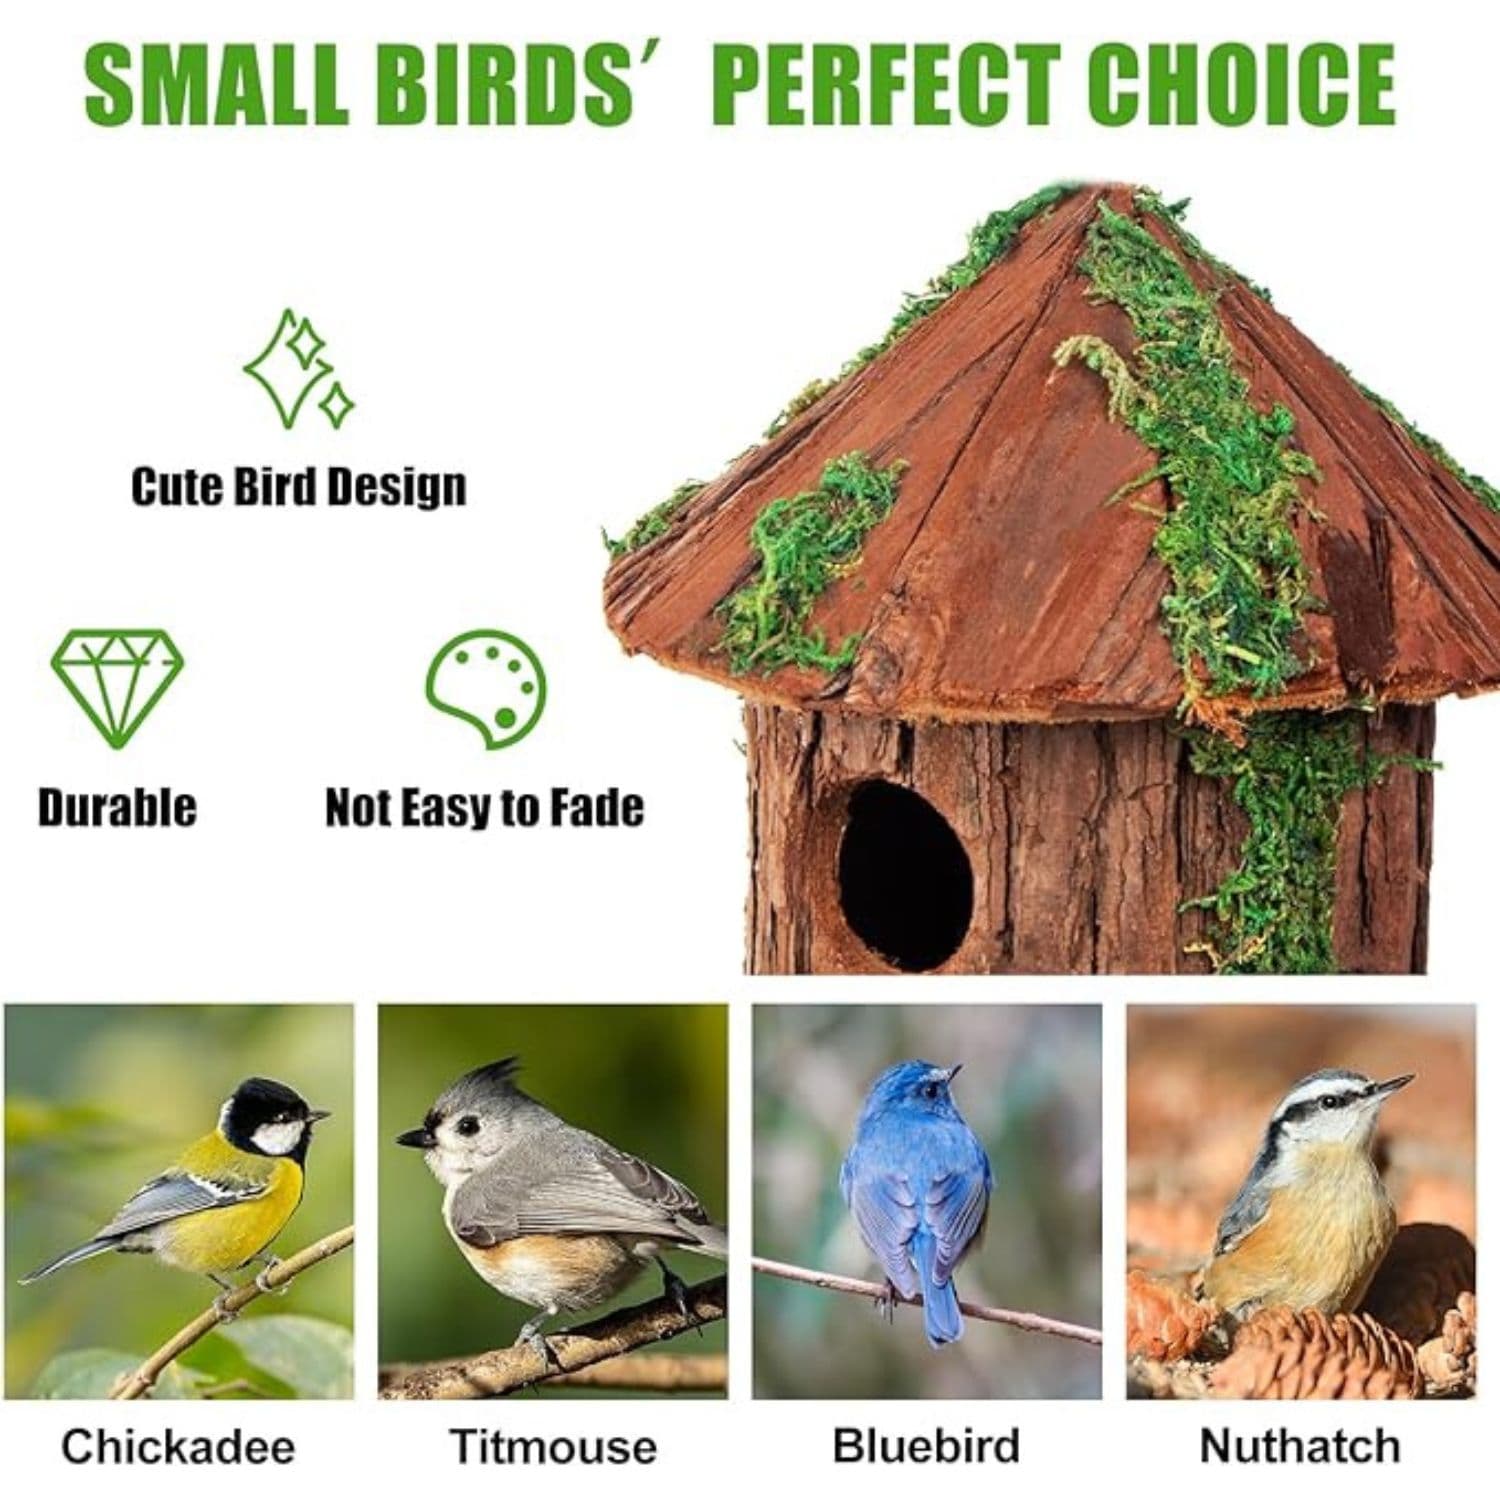 SMALL BIRDS′ PERFECT CHOICE
Cute Bird Design
Durable
Not Easy to Fade
Chickadee
Titmouse
Bluebird
Nuthatch